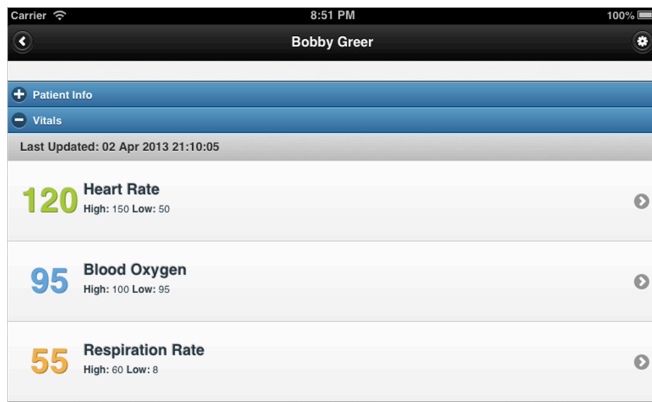 Carrier 8:51 PM 100%
Bobby Greer
Patient Info
Vitals
Last Updated: 02 Apr 2013 21:10:05
120 Heart Rate
High: 150 Low: 50
95 Blood Oxygen
High: 100 Low: 95
55 Respiration Rate
High: 60 Low: 8